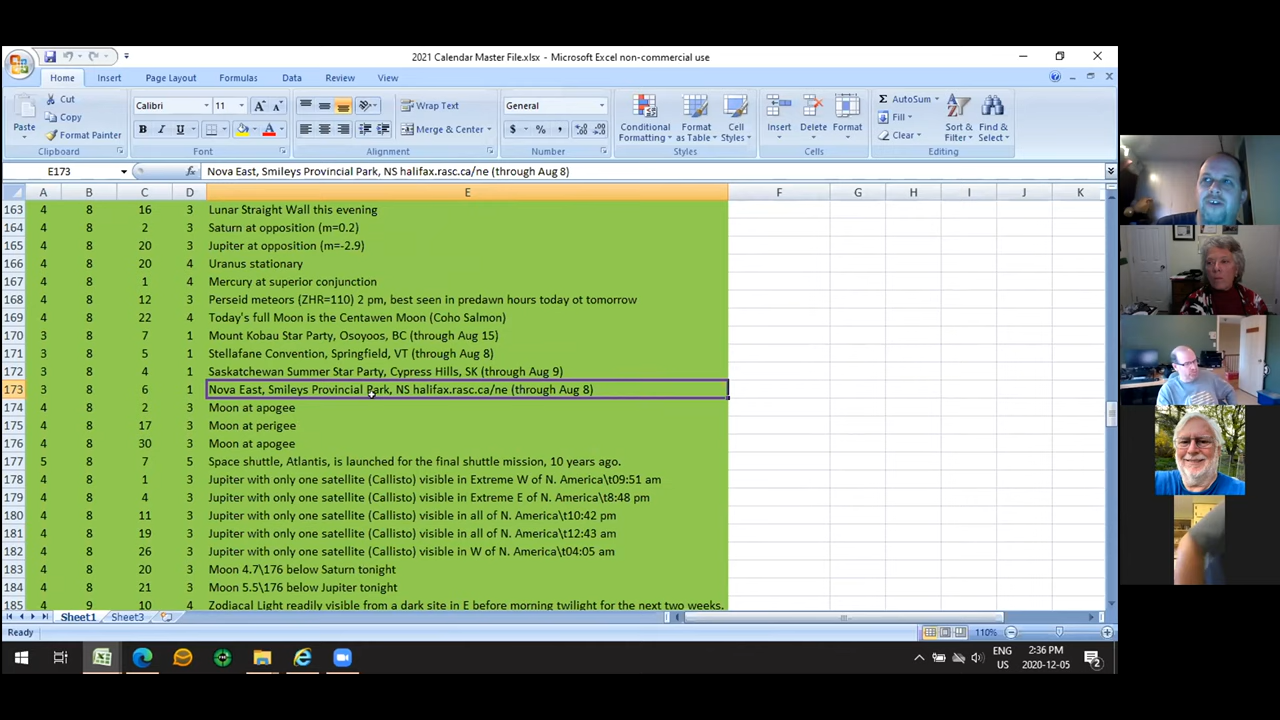 2021 Calendar Master File.xlsx - Microsoft Excel non-commercial use
Home Insert Page Layout Formulas Data Review View
Paste
Cut
Copy
Format Painter
Calibri 11
B I U
Wrap Text
Merge & Center
General
$ % ,
Conditional Formatting
Format as Table
Cell Styles
Insert
Delete
Format
AutoSum
Fill
Clear
Sort & Filter
Find & Select
Clipboard Font Alignment Number Styles Cells Editing
E173 fx Nova East, Smileys Provincial Park, NS halifax.rasc.ca/ne (through Aug 8)
A B C D E F G H I J K
163 4 8 16 3 Lunar Straight Wall this evening
164 4 8 2 3 Saturn at opposition (m=0.2)
165 4 8 20 3 Jupiter at opposition (m=-2.9)
166 4 8 20 4 Uranus stationary
167 4 8 1 4 Mercury at superior conjunction
168 4 8 12 3 Perseid meteors (ZHR=110) 2 pm, best seen in predawn hours today ot tomorrow
169 4 8 22 4 Today's full Moon is the Centawen Moon (Coho Salmon)
170 3 8 7 1 Mount Kobau Star Party, Osoyoos, BC (through Aug 15)
171 3 8 5 1 Stellafane Convention, Springfield, VT (through Aug 8)
172 3 8 4 1 Saskatchewan Summer Star Party, Cypress Hills, SK (through Aug 9)
173 3 8 6 1 Nova East, Smileys Provincial Park, NS halifax.rasc.ca/ne (through Aug 8)
174 4 8 2 3 Moon at apogee
175 4 8 17 3 Moon at perigee
176 4 8 30 3 Moon at apogee
177 5 8 7 5 Space shuttle, Atlantis, is launched for the final shuttle mission, 10 years ago.
178 4 8 1 3 Jupiter with only one satellite (Callisto) visible in Extreme W of N. America\t09:51 am
179 4 8 4 3 Jupiter with only one satellite (Callisto) visible in Extreme E of N. America\t8:48 pm
180 4 8 11 3 Jupiter with only one satellite (Callisto) visible in all of N. America\t10:42 pm
181 4 8 19 3 Jupiter with only one satellite (Callisto) visible in all of N. America\t12:43 am
182 4 8 26 3 Jupiter with only one satellite (Callisto) visible in W of N. America\t04:05 am
183 4 8 20 3 Moon 4.7\176 below Saturn tonight
184 4 8 21 3 Moon 5.5\176 below Jupiter tonight
185 4 9 10 4 Zodiacal Light readily visible from a dark site in E before morning twilight for the next two weeks.
Sheet1 Sheet3
Ready 110%
ENG US
2:36 PM
2020-12-05
2